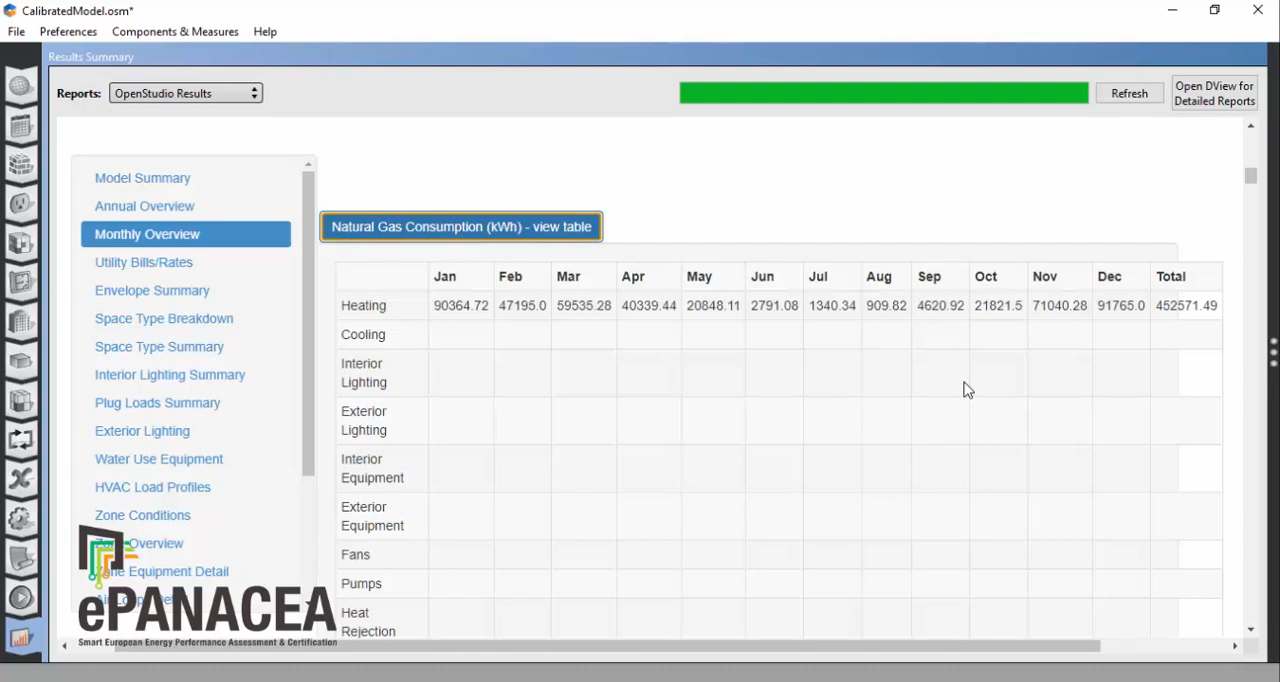 CalibratedModel.osm*
File Preferences Components & Measures Help
Results Summary
Reports: OpenStudio Results Refresh Open DView for
Detailed Reports
Model Summary
Annual Overview
Monthly Overview
Utility Bills/Rates
Envelope Summary
Space Type Breakdown
Space Type Summary
Interior Lighting Summary
Plug Loads Summary
Exterior Lighting
Water Use Equipment
HVAC Load Profiles
Zone Conditions
Overview
Equipment Detail
Natural Gas Consumption (kWh) - view table
Jan Feb Mar Apr May Jun Jul Aug Sep Oct Nov Dec Total
Heating 90364.72 47195.0 59535.28 40339.44 20848.11 2791.08 1340.34 909.82 4620.92 21821.5 71040.28 91765.0 452571.49
Cooling
Interior
Lighting
Exterior
Lighting
Interior
Equipment
Exterior
Equipment
Fans
Pumps
Heat
Rejection
ePANACEA
Smart European Energy Performance Assessment & Certification